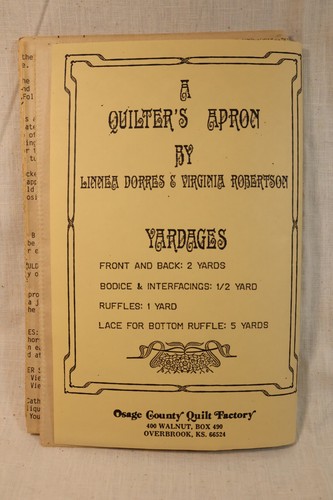 A
QUILTER'S APRON
BY
LINNEA DORRES & VIRGINIA ROBERTSON
YARDAGES
FRONT AND BACK: 2 YARDS
BODICE & INTERFACINGS: 1/2 YARD
RUFFLES: 1 YARD
LACE FOR BOTTOM RUFFLE: 5 YARDS
Osage County Quilt Factory
400 WALNUT, BOX 490
OVERBROOK, KS. 66524